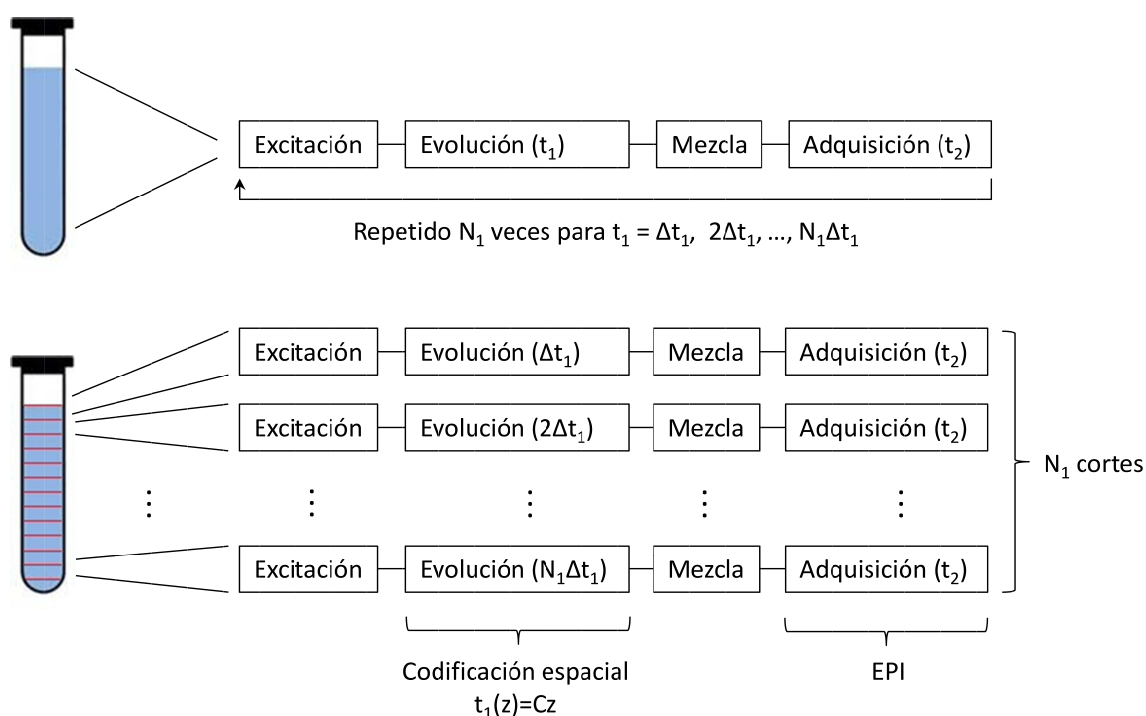 Excitación
Evolución (t₁)
Mezcla
Adquisición (t₂)
Repetido N₁ veces para t₁ = Δt₁, 2Δt₁, ..., N₁Δt₁
Excitación
Evolución (Δt₁)
Mezcla
Adquisición (t₂)
Excitación
Evolución (2Δt₁)
Mezcla
Adquisición (t₂)
N₁ cortes
Excitación
Evolución (N₁Δt₁)
Mezcla
Adquisición (t₂)
Codificación espacial
t₁(z)=Cz
EPI